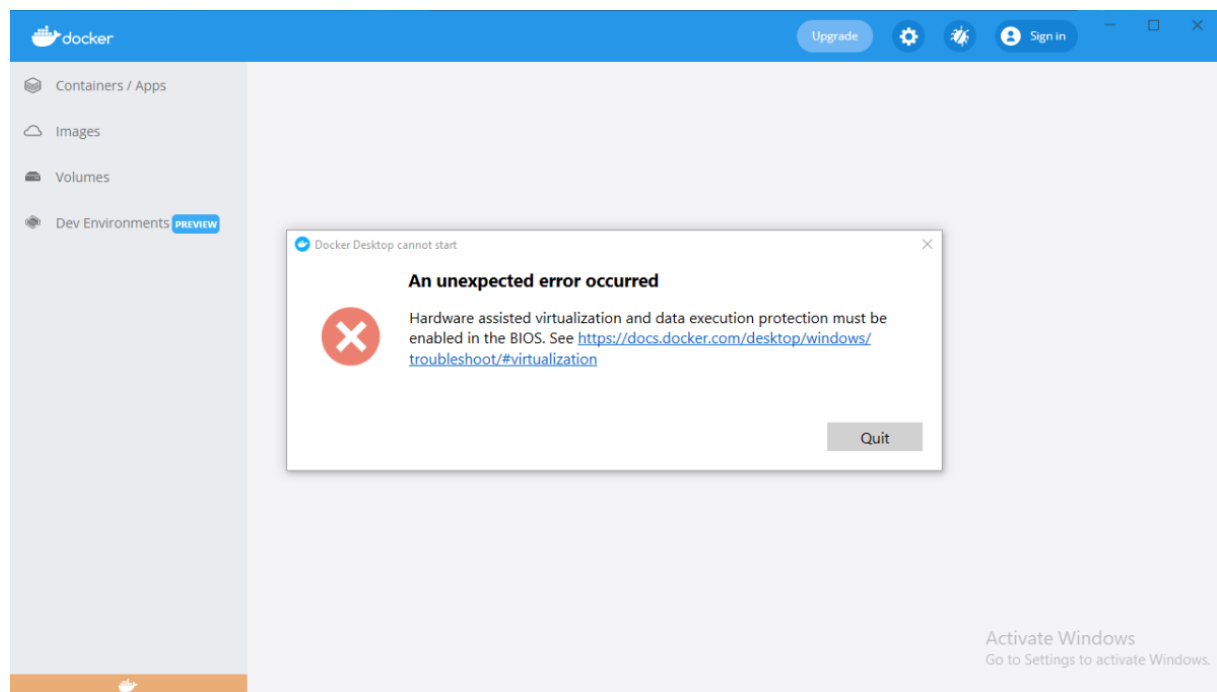 docker
Upgrade
Sign in
Containers / Apps
Images
Volumes
Dev Environments PREVIEW
Docker Desktop cannot start
An unexpected error occurred
Hardware assisted virtualization and data execution protection must be
enabled in the BIOS. See https://docs.docker.com/desktop/windows/
troubleshoot/#virtualization
Quit
Activate Windows
Go to Settings to activate Windows.